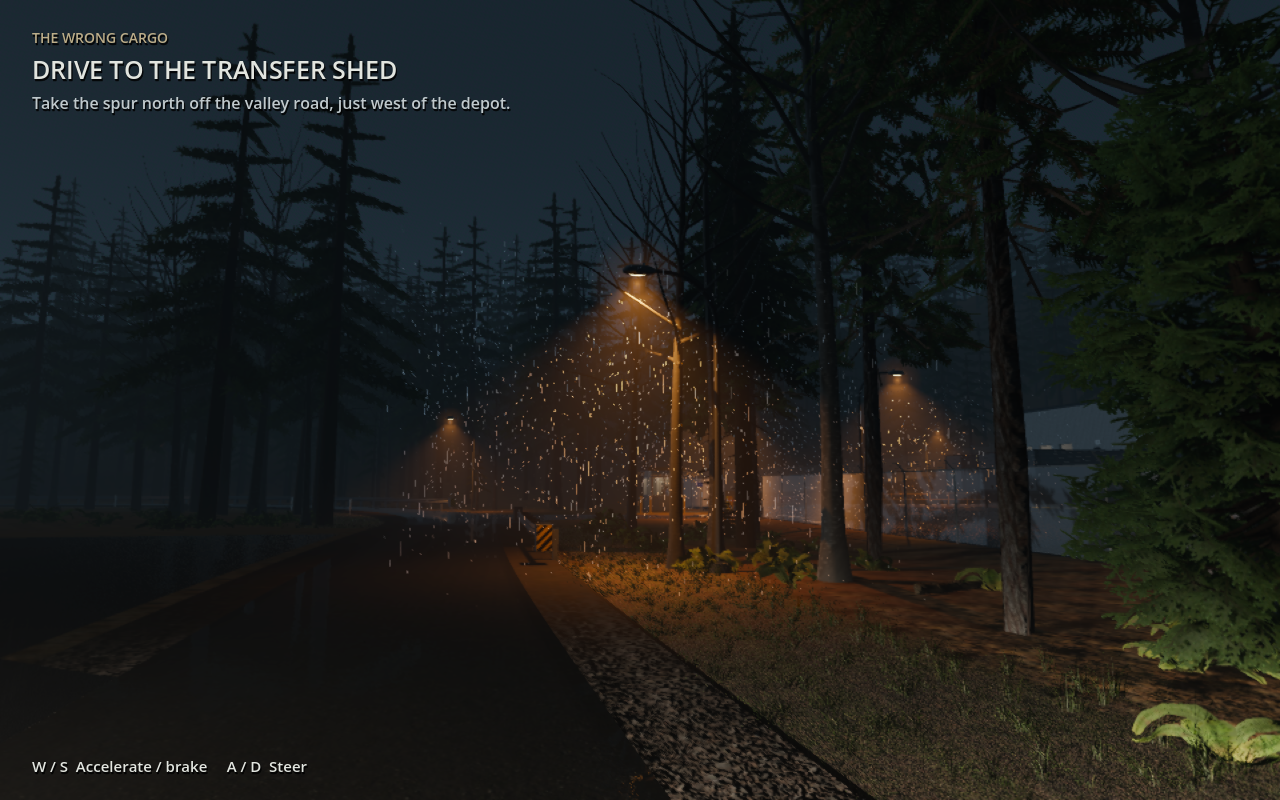 THE WRONG CARGO
DRIVE TO THE TRANSFER SHED
Take the spur north off the valley road, just west of the depot.
W / S Accelerate / brake A / D Steer